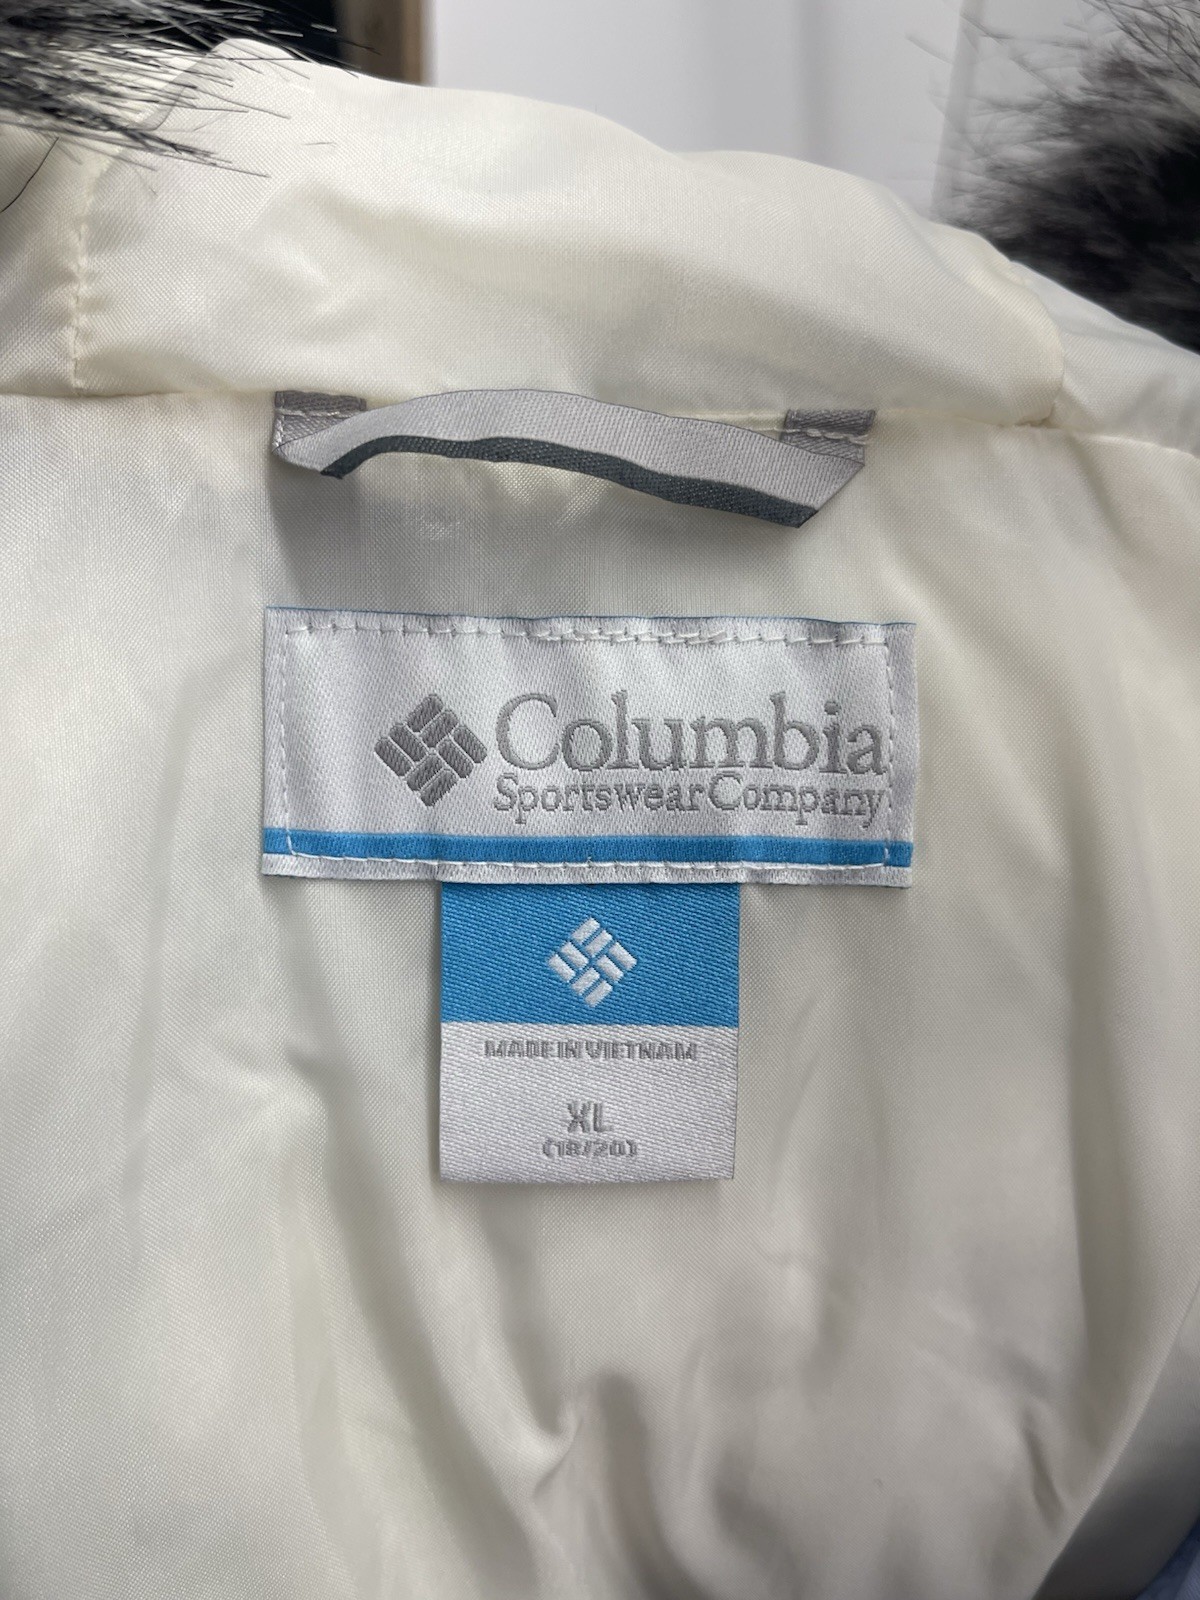 Columbia
Sportswear Company
MADE IN VIETNAM
XL
(18/20)